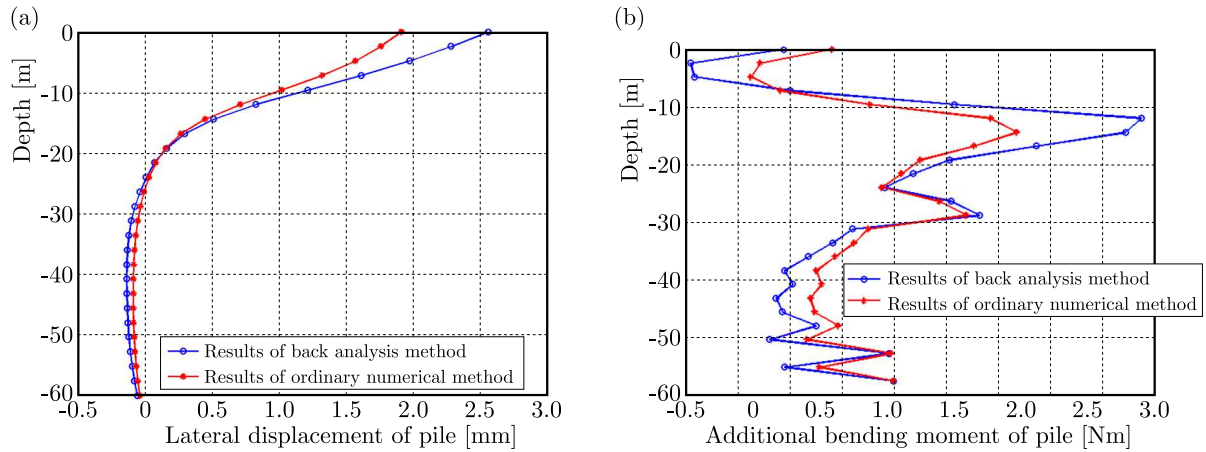 (a)
0
-10
-20
-30
-40
-50
-60
Depth [m]
-0.5 0 0.5 1.0 1.5 2.0 2.5 3.0
Lateral displacement of pile [mm]
Results of back analysis method
Results of ordinary numerical method
(b)
0
-10
-20
-30
-40
-50
-60
Depth [m]
-0.5 0 0.5 1.0 1.5 2.0 2.5 3.0
Additional bending moment of pile [Nm]
Results of back analysis method
Results of ordinary numerical method